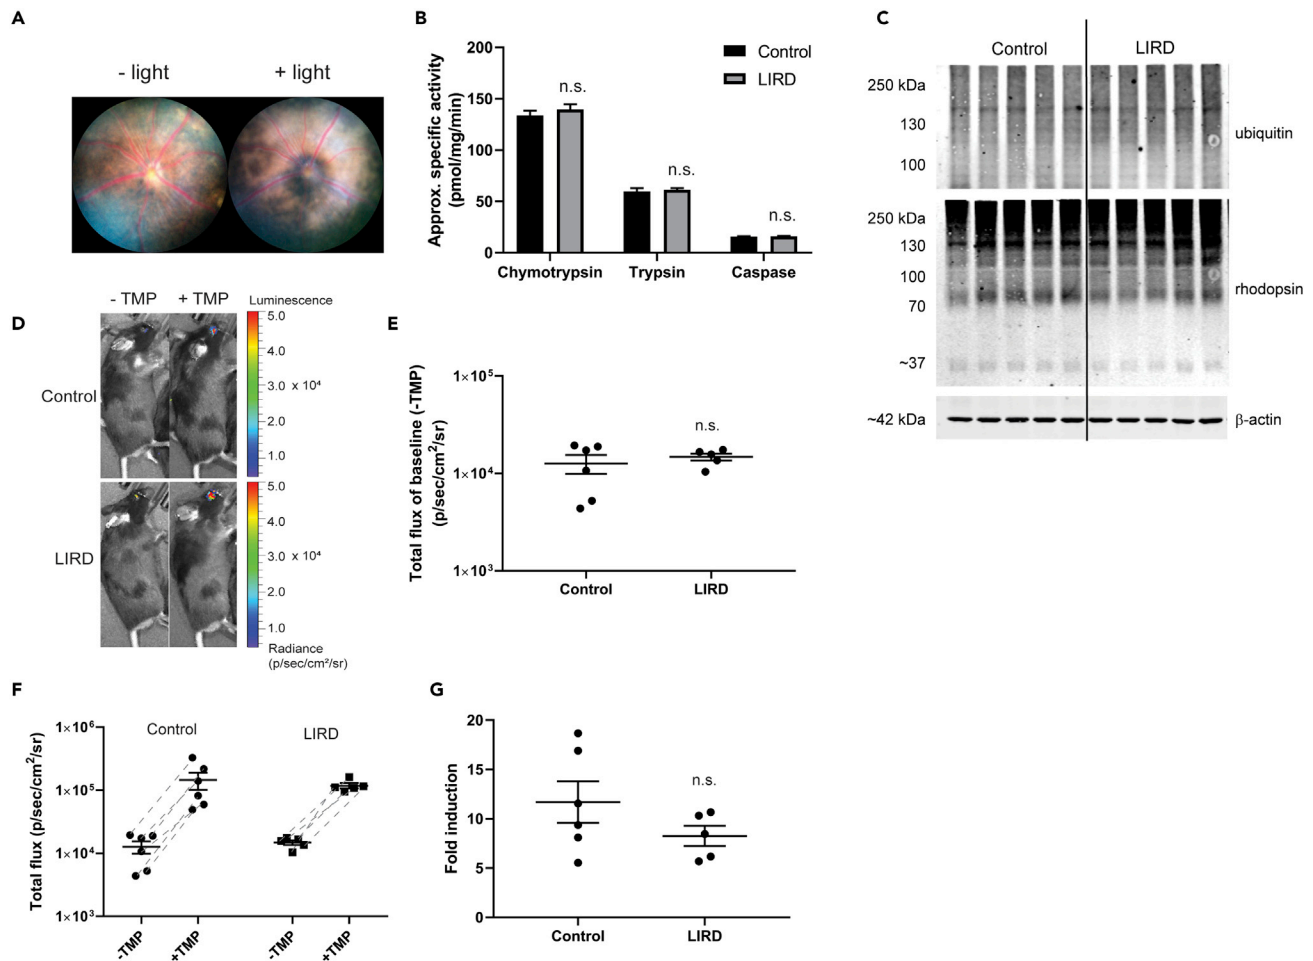 A
- light
+ light
B
Approx. specific activity
(pmol/mg/min)
200
150
100
50
0
n.s.
n.s.
n.s.
Control
LIRD
Chymotrypsin
Trypsin
Caspase
C
Control
LIRD
250 kDa
130
100
ubiquitin
250 kDa
130
100
70
~37
rhodopsin
~42 kDa
β-actin
D
- TMP
+ TMP
Luminescence
Control
5.0
4.0
3.0 x 10⁴
2.0
1.0
LIRD
5.0
4.0
3.0 x 10⁴
2.0
1.0
Radiance
(p/sec/cm²/sr)
E
Total flux of baseline (-TMP)
(p/sec/cm²/sr)
1×10⁵
1×10⁴
1×10³
n.s.
Control
LIRD
F
Total flux (p/sec/cm²/sr)
1×10⁶
1×10⁵
1×10⁴
1×10³
Control
LIRD
-TMP
+TMP
-TMP
+TMP
G
Fold induction
20
15
10
5
0
n.s.
Control
LIRD